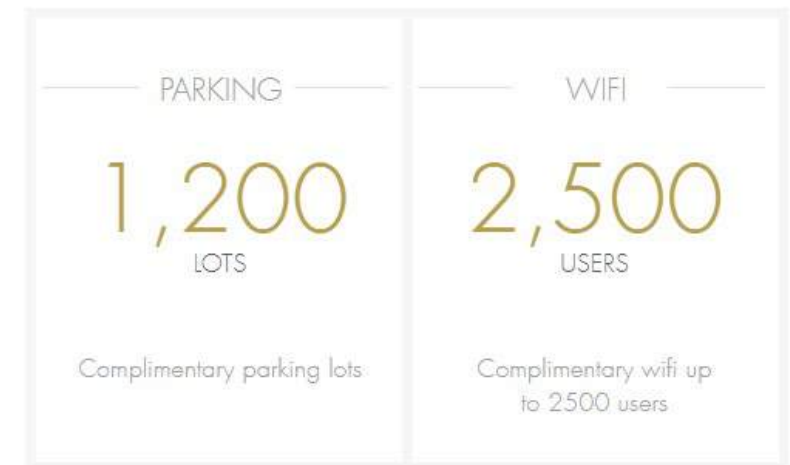 PARKING
1,200
LOTS
Complimentary parking lots
WIFI
2,500
USERS
Complimentary wifi up
to 2500 users